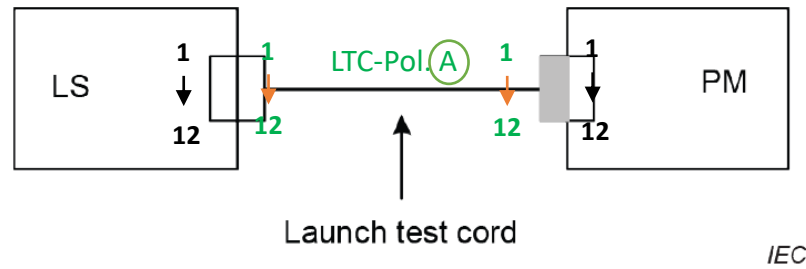 1 1 LTC-Pol. A 1 1
LS PM
12 12 12 12
Launch test cord
IEC